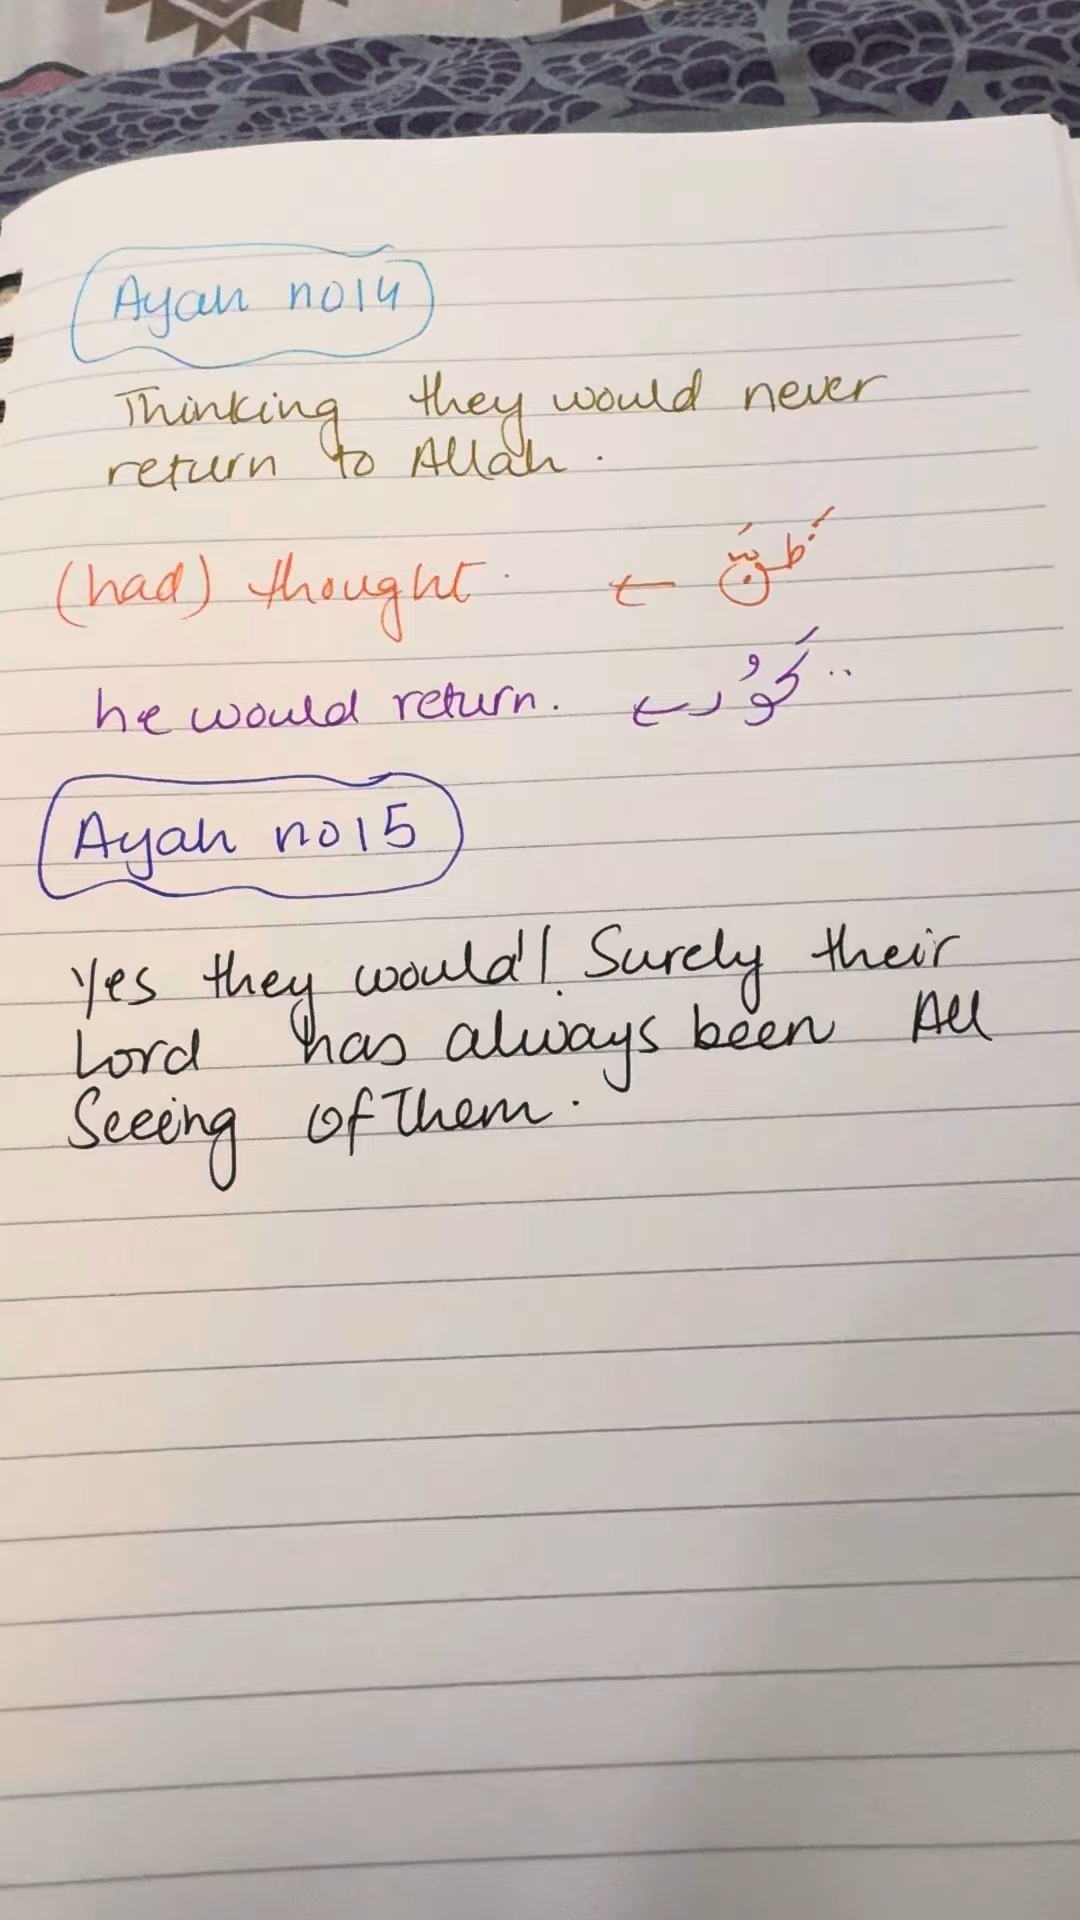 Ayah no14
Thinking they would never
return to Allah.
(had) thought. ← ظَنَّ
he would return. ← يَحُورَ
Ayah no15
Yes they would! Surely their
Lord has always been All
Seeing of Them.